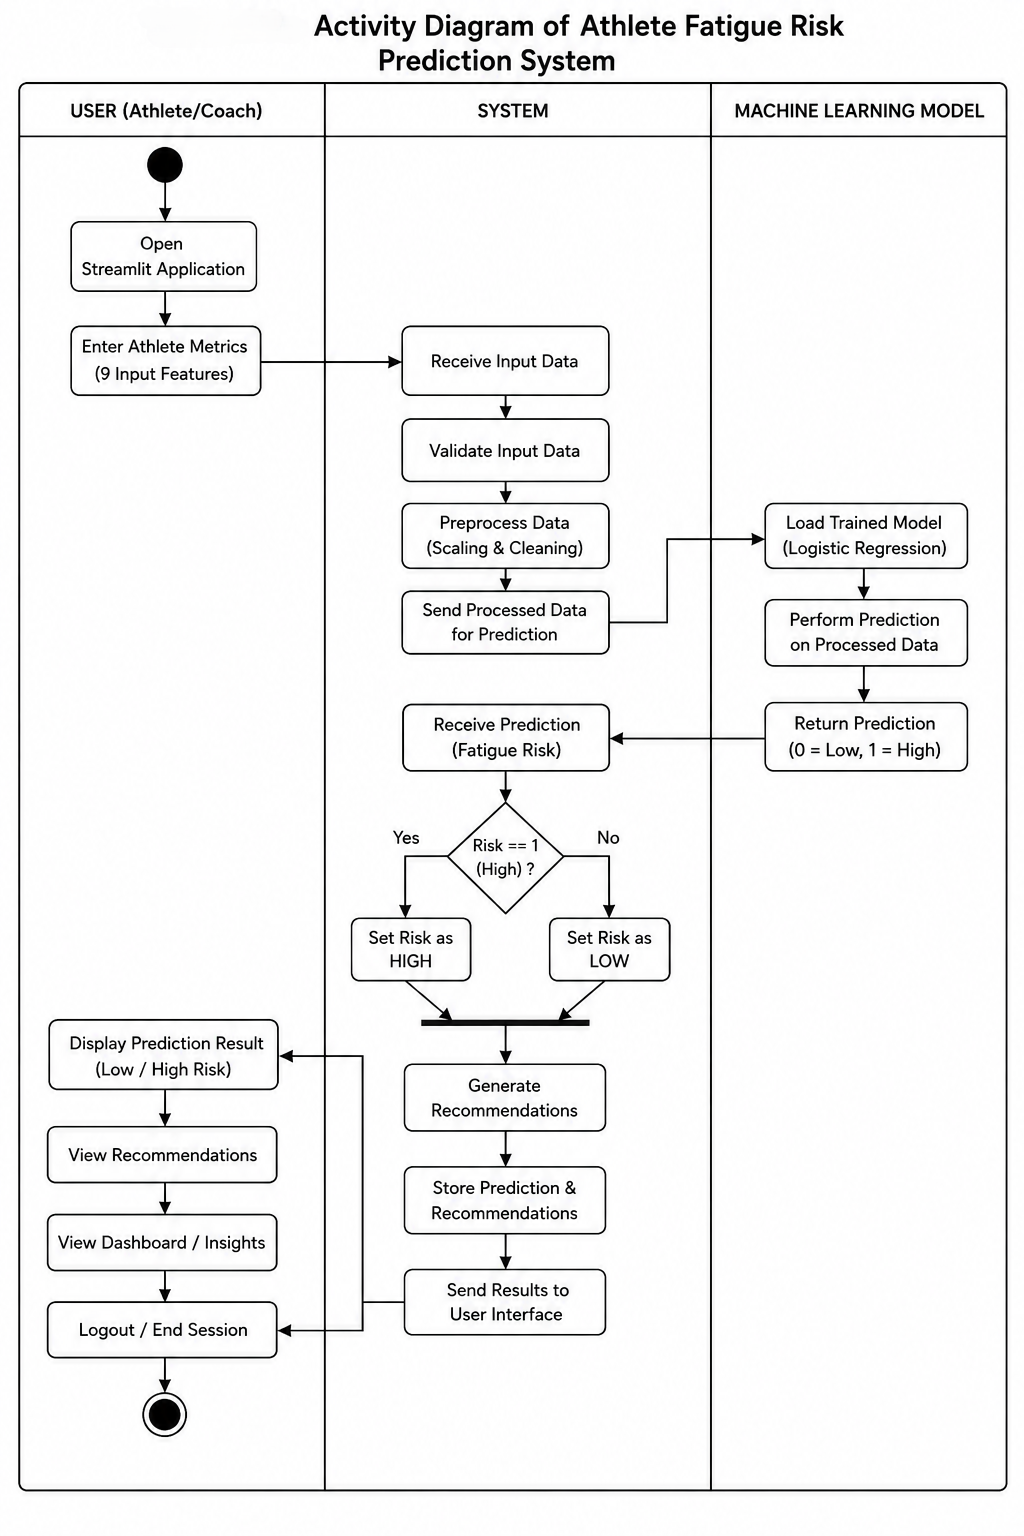 Activity Diagram of Athlete Fatigue Risk
Prediction System
USER (Athlete/Coach)
SYSTEM
MACHINE LEARNING MODEL
Open
Streamlit Application
Enter Athlete Metrics
(9 Input Features)
Receive Input Data
Validate Input Data
Preprocess Data
(Scaling & Cleaning)
Send Processed Data
for Prediction
Load Trained Model
(Logistic Regression)
Perform Prediction
on Processed Data
Return Prediction
(0 = Low, 1 = High)
Receive Prediction
(Fatigue Risk)
Risk == 1
(High) ?
Yes
No
Set Risk as
HIGH
Set Risk as
LOW
Generate
Recommendations
Store Prediction &
Recommendations
Send Results to
User Interface
Display Prediction Result
(Low / High Risk)
View Recommendations
View Dashboard / Insights
Logout / End Session